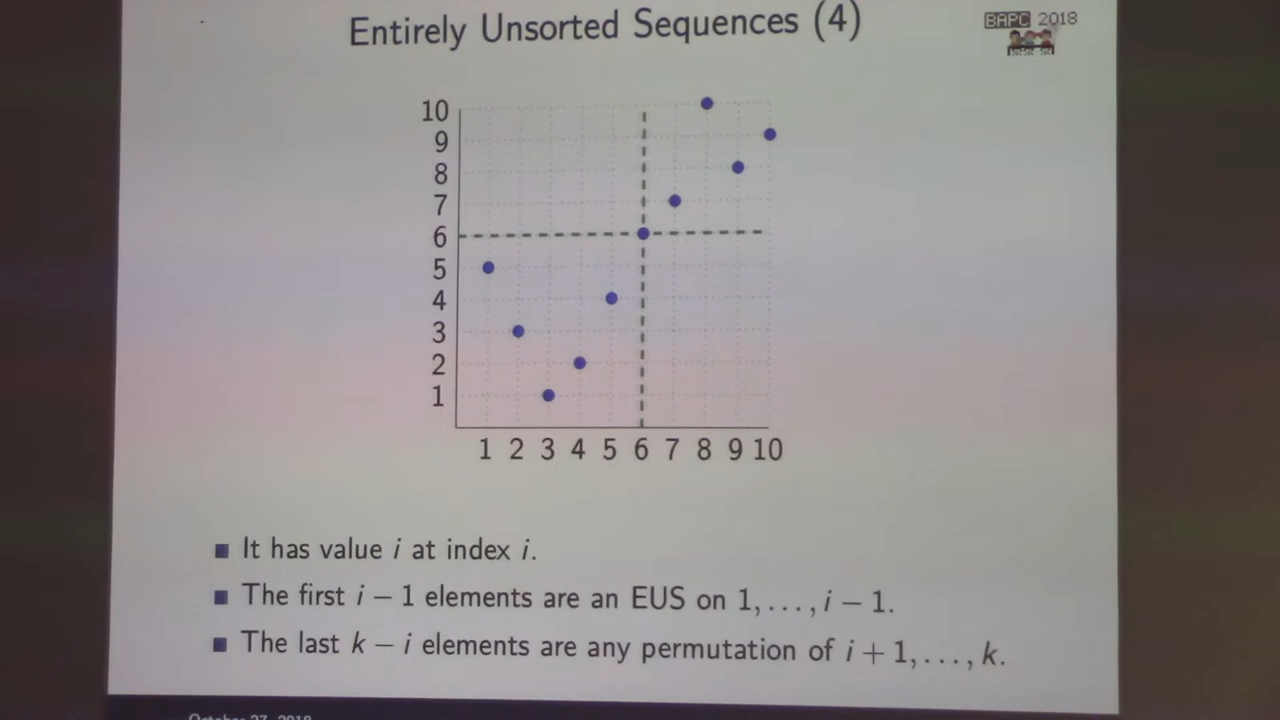 Entirely Unsorted Sequences (4)
BAPC 2018
10
9
8
7
6
5
4
3
2
1
1 2 3 4 5 6 7 8 9 10
It has value i at index i.
The first i − 1 elements are an EUS on 1, . . . , i − 1.
The last k − i elements are any permutation of i + 1, . . . , k.
October 27, 2018